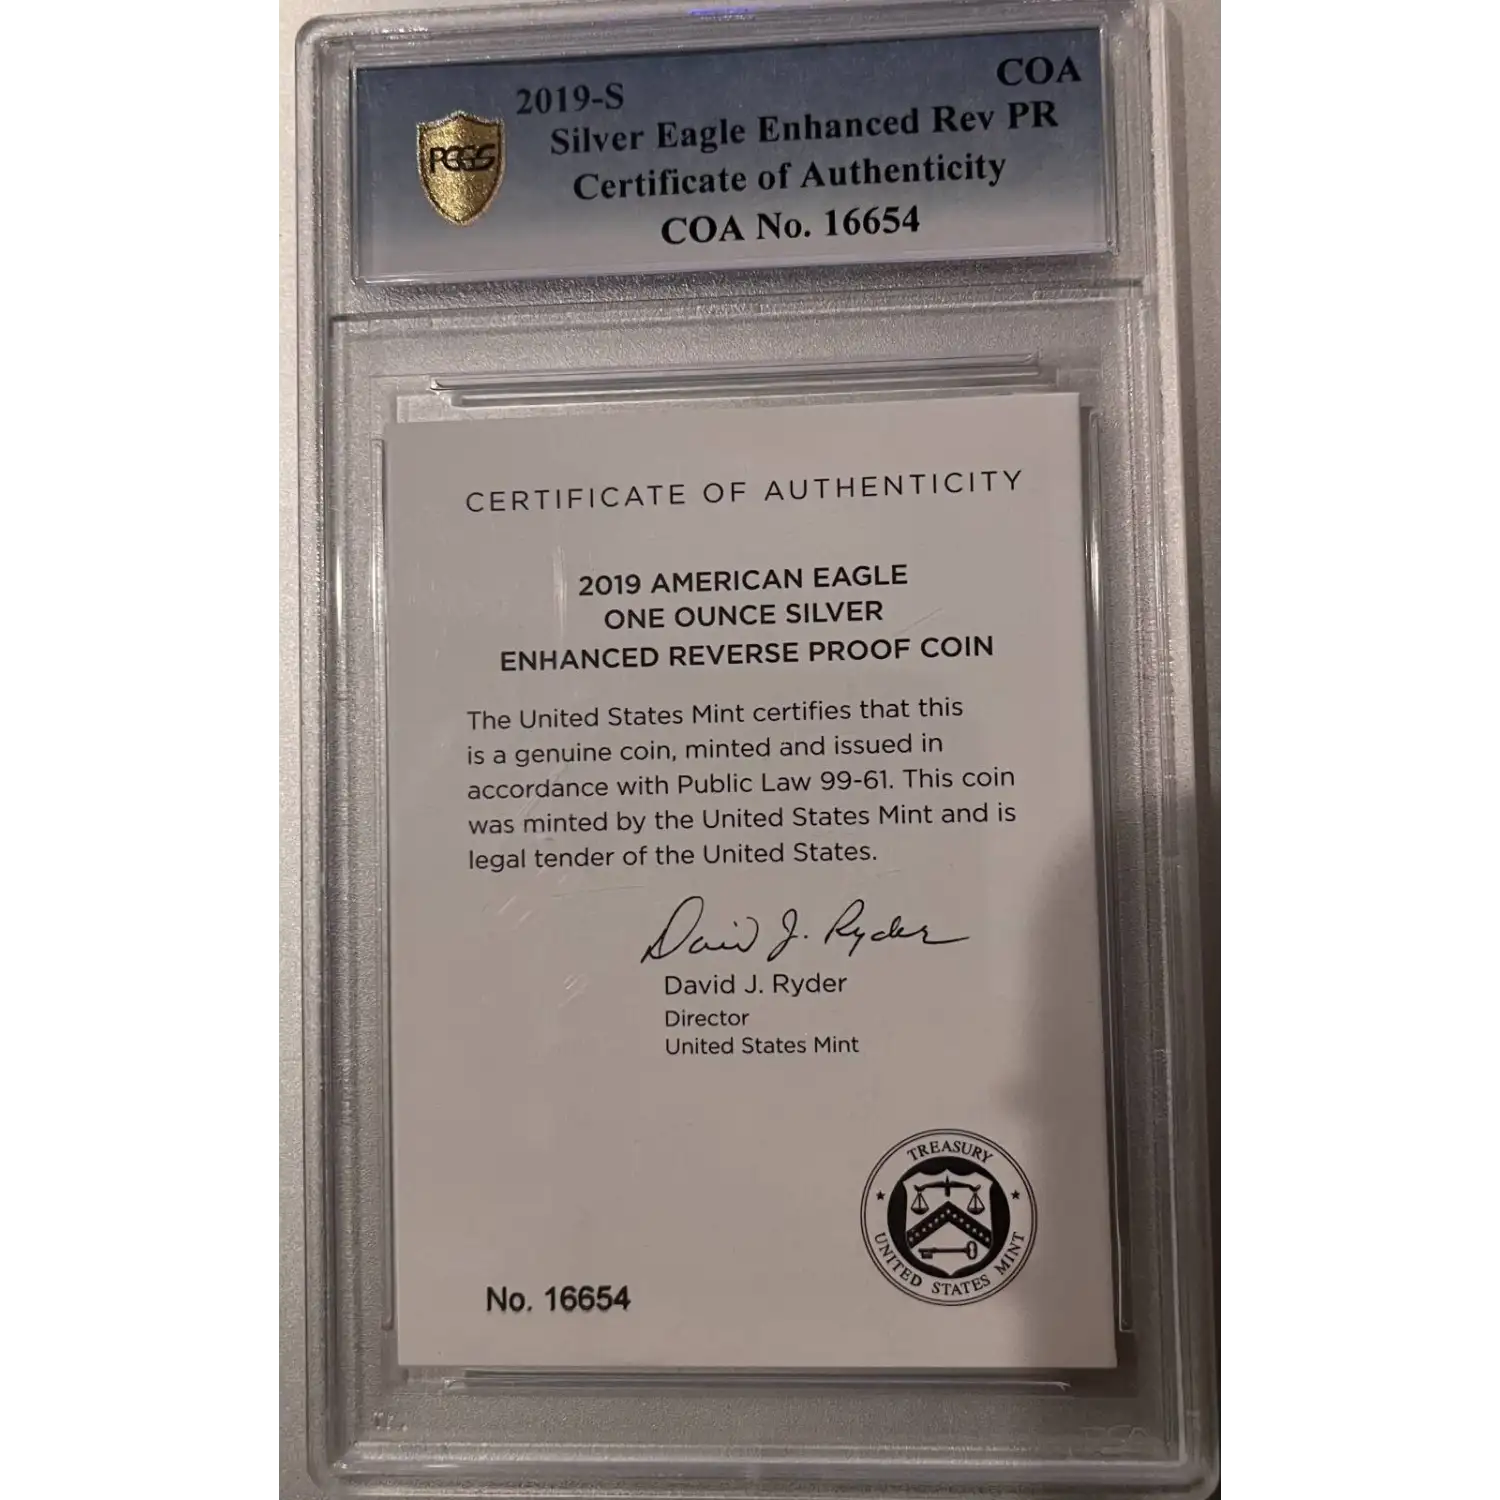 2019-S COA
PCGS
Silver Eagle Enhanced Rev PR
Certificate of Authenticity
COA No. 16654
CERTIFICATE OF AUTHENTICITY
2019 AMERICAN EAGLE
ONE OUNCE SILVER
ENHANCED REVERSE PROOF COIN
The United States Mint certifies that this
is a genuine coin, minted and issued in
accordance with Public Law 99-61. This coin
was minted by the United States Mint and is
legal tender of the United States.
David J. Ryder
David J. Ryder
Director
United States Mint
TREASURY
UNITED STATES MINT
No. 16654